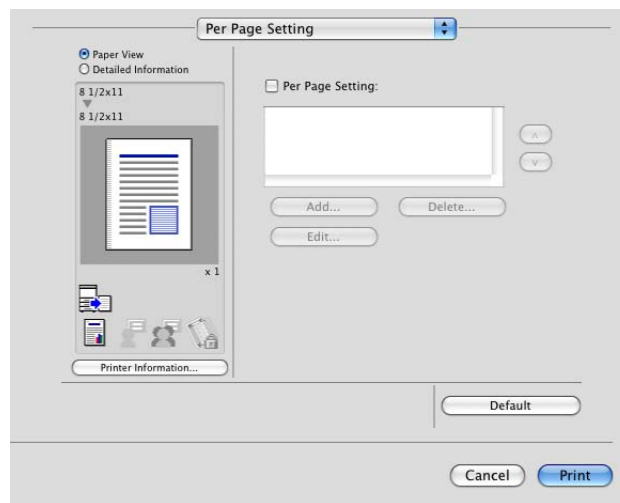 Per Page Setting
Paper View
Detailed Information
8 1/2x11
8 1/2x11
x 1
Printer Information...
Per Page Setting:
Add...
Delete...
Edit...
Default
Cancel
Print